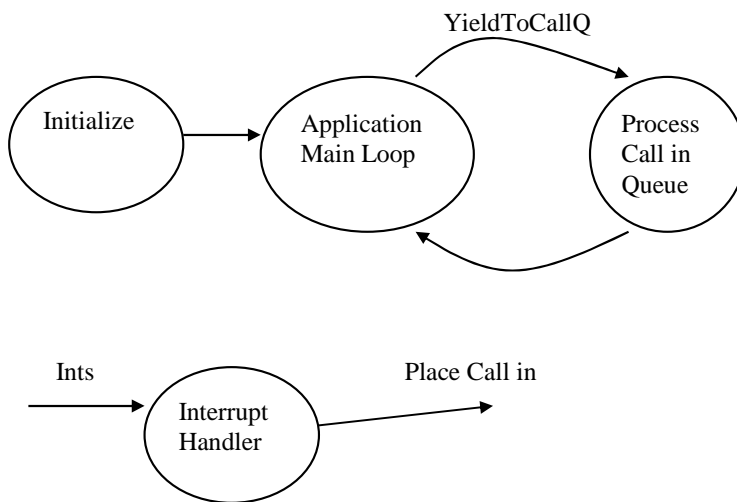 YieldToCallQ
Initialize
Application
Main Loop
Process
Call in
Queue
Ints
Place Call in
Interrupt
Handler